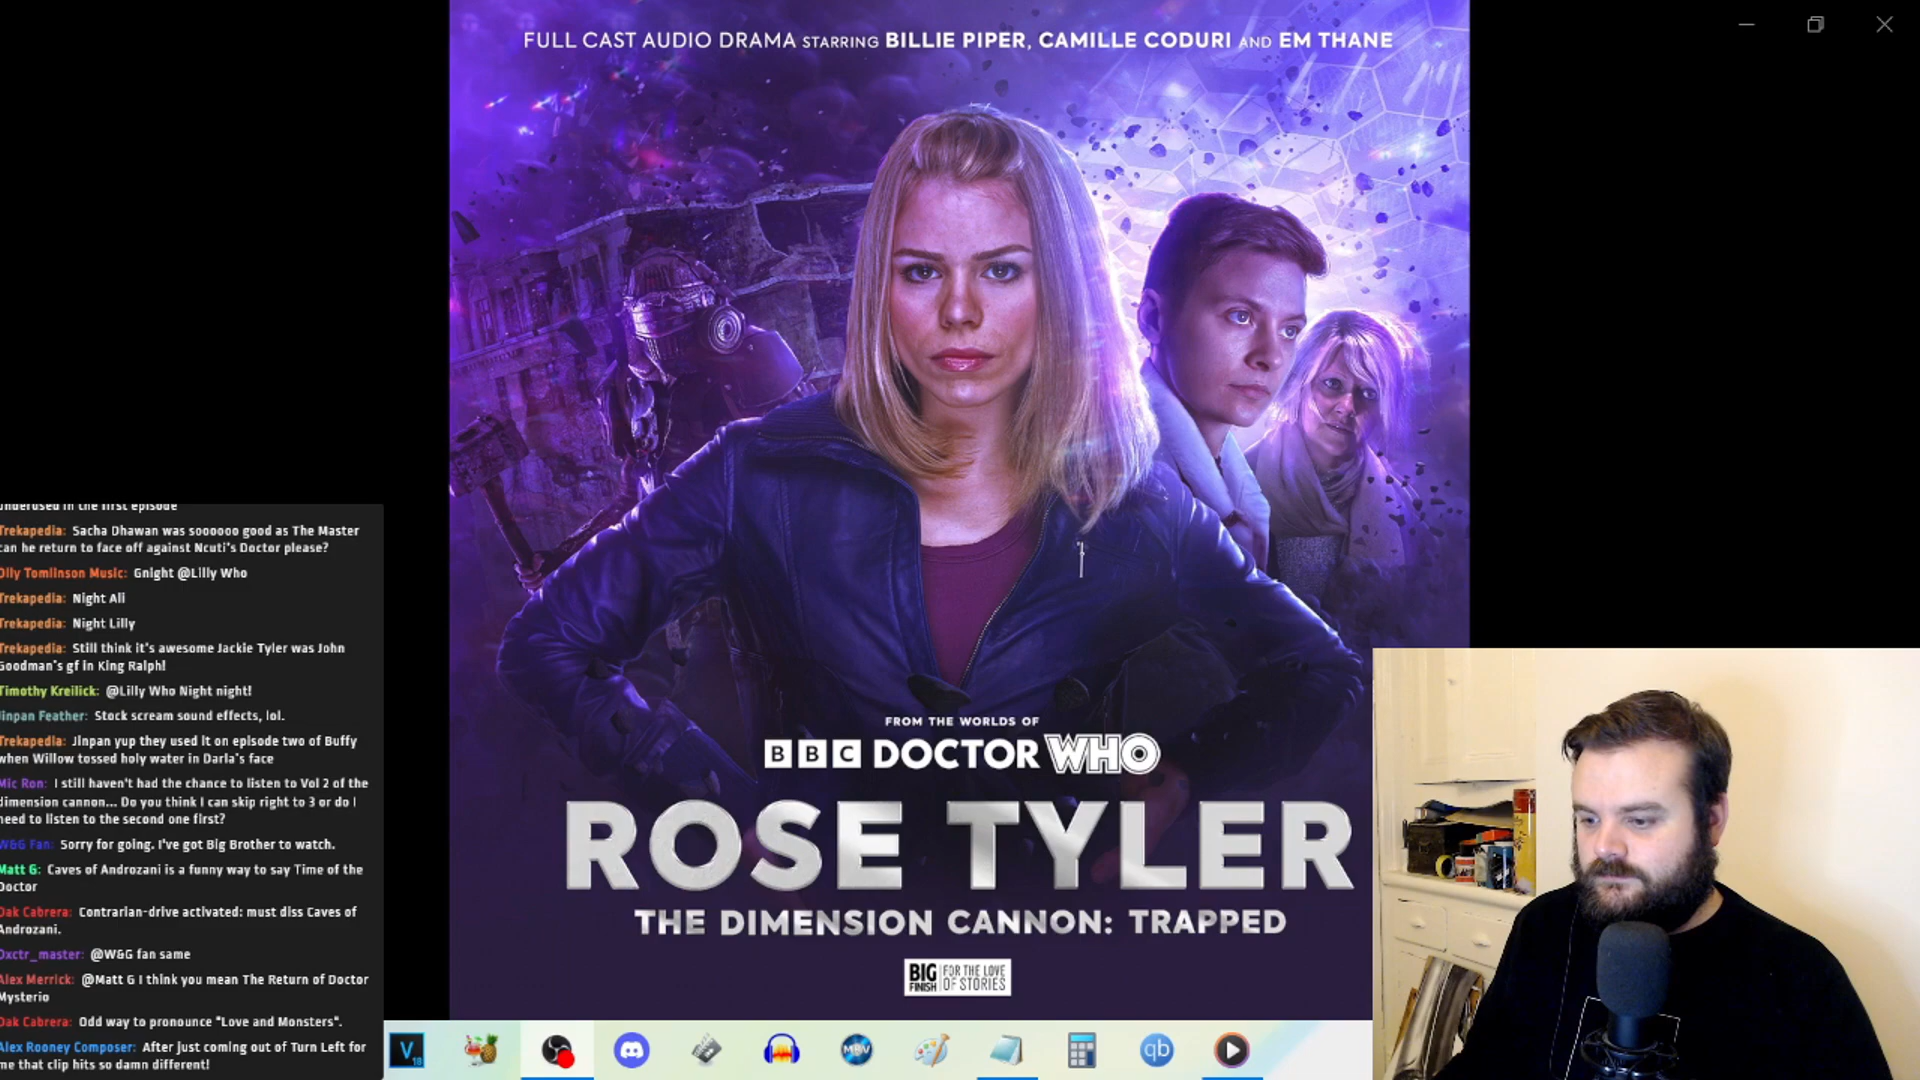 FULL CAST AUDIO DRAMA STARRING BILLIE PIPER, CAMILLE CODURI AND EM THANE
FROM THE WORLDS OF
BBC DOCTOR WHO
ROSE TYLER
THE DIMENSION CANNON: TRAPPED
BIG FINISH FOR THE LOVE OF STORIES
underused in the first episode
Trekapedia: Sacha Dhawan was soooooo good as The Master
can he return to face off against Ncuti's Doctor please?
Olly Tomlinson Music: Gnight @Lilly Who
Trekapedia: Night Ali
Trekapedia: Night Lilly
Trekapedia: Still think it's awesome Jackie Tyler was John
Goodman's gf in King Ralph!
Timothy Kreilick: @Lilly Who Night night!
Jinpan Feather: Stock scream sound effects, lol.
Trekapedia: Jinpan yup they used it on episode two of Buffy
when Willow tossed holy water in Darla's face
Mic Ron: I still haven't had the chance to listen to Vol 2 of the
dimension cannon... Do you think I can skip right to 3 or do I
need to listen to the second one first?
W&G Fan: Sorry for going. I've got Big Brother to watch.
Matt G: Caves of Androzani is a funny way to say Time of the
Doctor
Oak Cabrera: Contrarian-drive activated: must diss Caves of
Androzani.
Dxctr_master: @W&G fan same
Alex Merrick: @Matt G I think you mean The Return of Doctor
Mysterio
Oak Cabrera: Odd way to pronounce "Love and Monsters".
Alex Rooney Composer: After just coming out of Turn Left for
me that clip hits so damn different!
V
18
MBV
qb